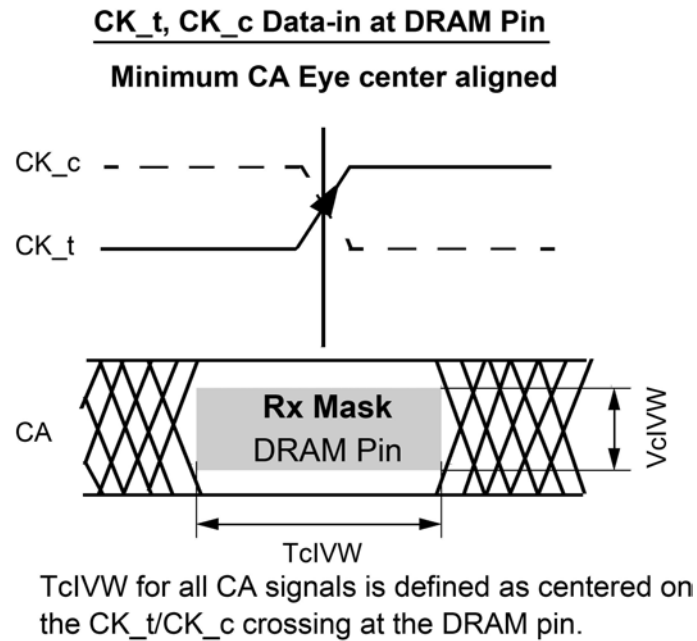 CK_t, CK_c Data-in at DRAM Pin
Minimum CA Eye center aligned
CK_c
CK_t
CA
Rx Mask
DRAM Pin
VcIVW
TcIVW
TcIVW for all CA signals is defined as centered on
the CK_t/CK_c crossing at the DRAM pin.